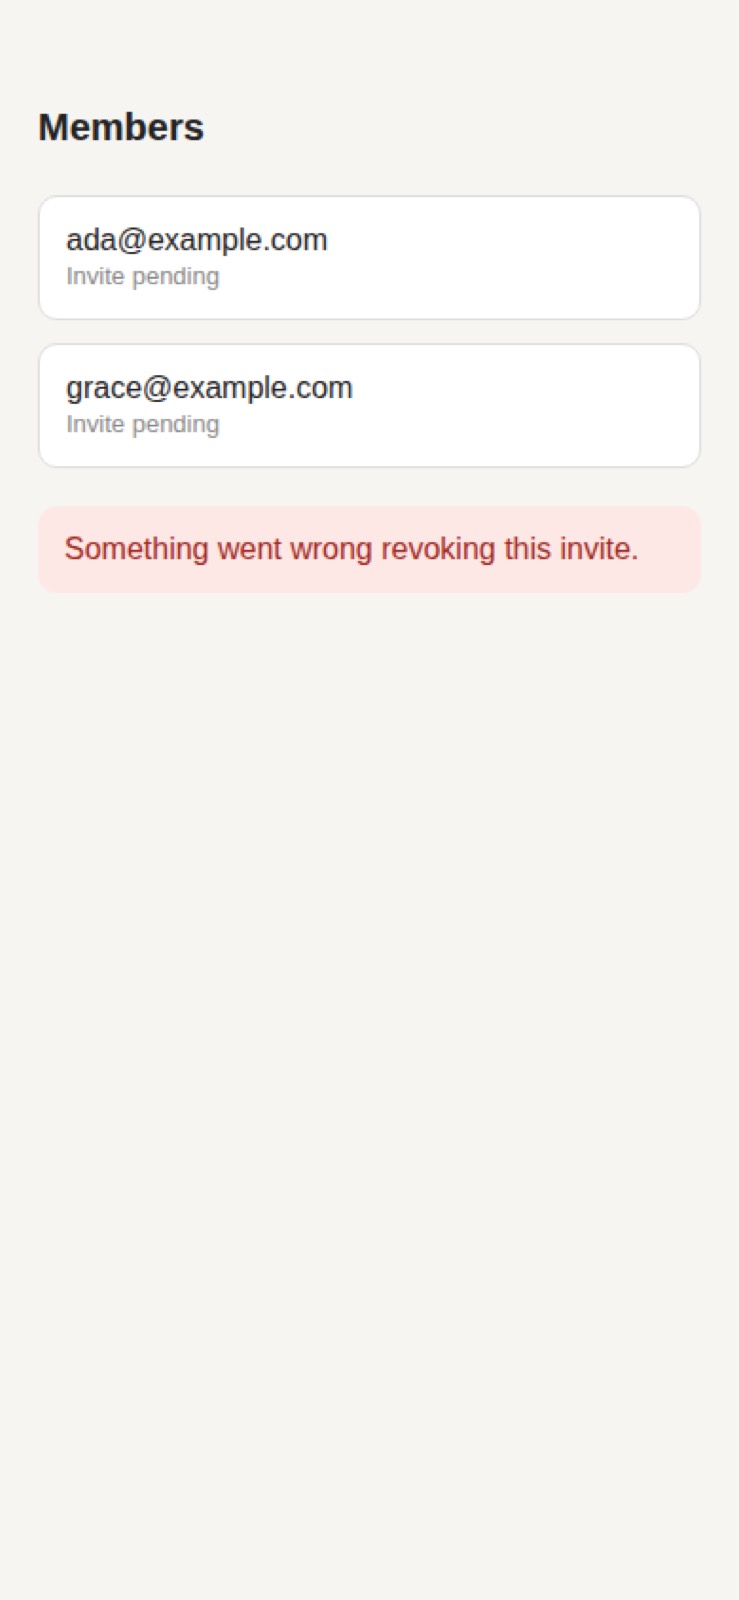 Members
ada@example.com
Invite pending
grace@example.com
Invite pending
Something went wrong revoking this invite.